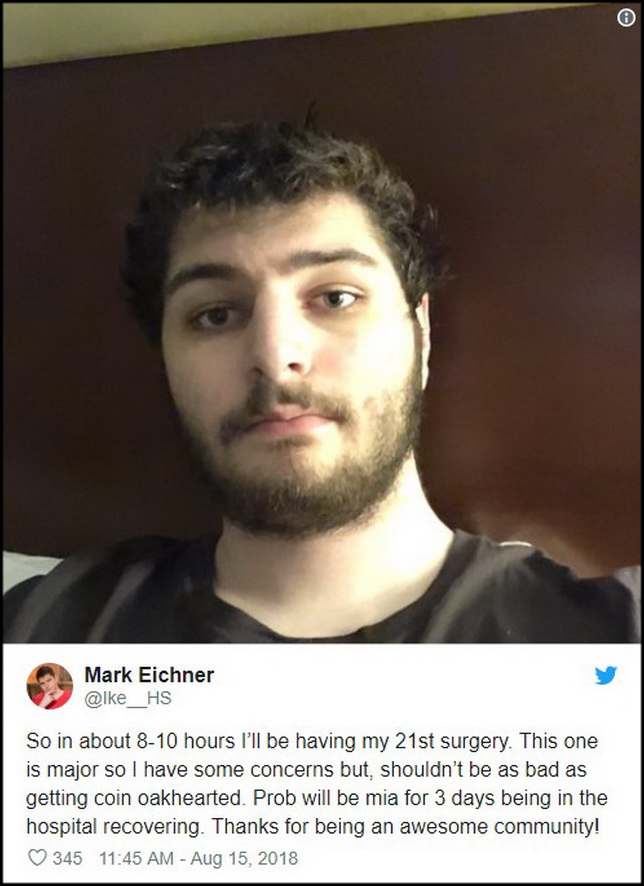 Mark Eichner
@Ike__HS
So in about 8-10 hours I'll be having my 21st surgery. This one
is major so I have some concerns but, shouldn't be as bad as
getting coin oakhearted. Prob will be mia for 3 days being in the
hospital recovering. Thanks for being an awesome community!
345 11:45 AM - Aug 15, 2018